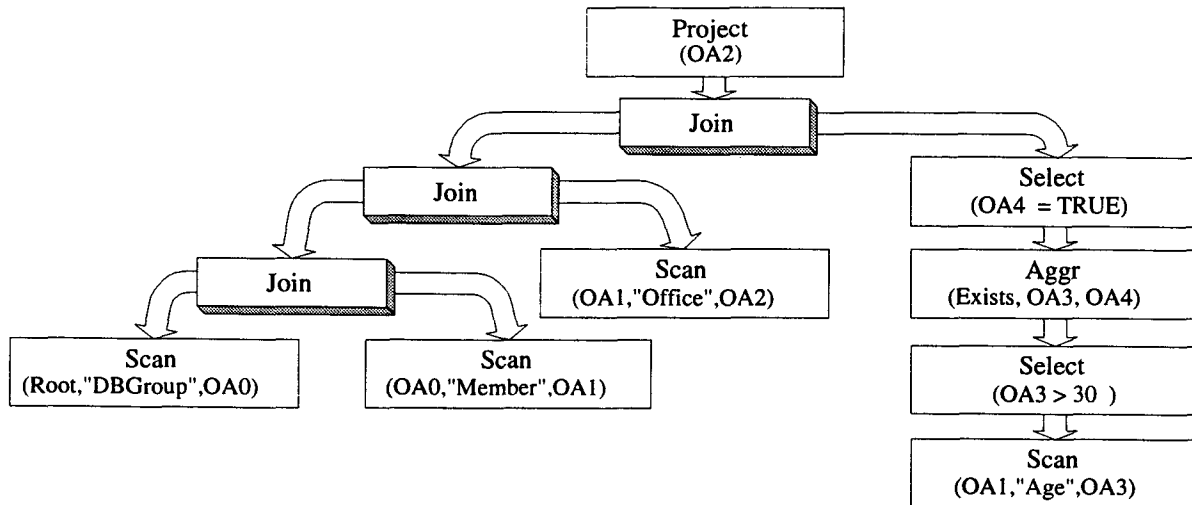 Project
(OA2)
Join
Join
Select
(OA4 = TRUE)
Join
Scan
(OA1,"Office",OA2)
Aggr
(Exists, OA3, OA4)
Scan
(Root,"DBGroup",OA0)
Scan
(OA0,"Member",OA1)
Select
(OA3 > 30 )
Scan
(OA1,"Age",OA3)